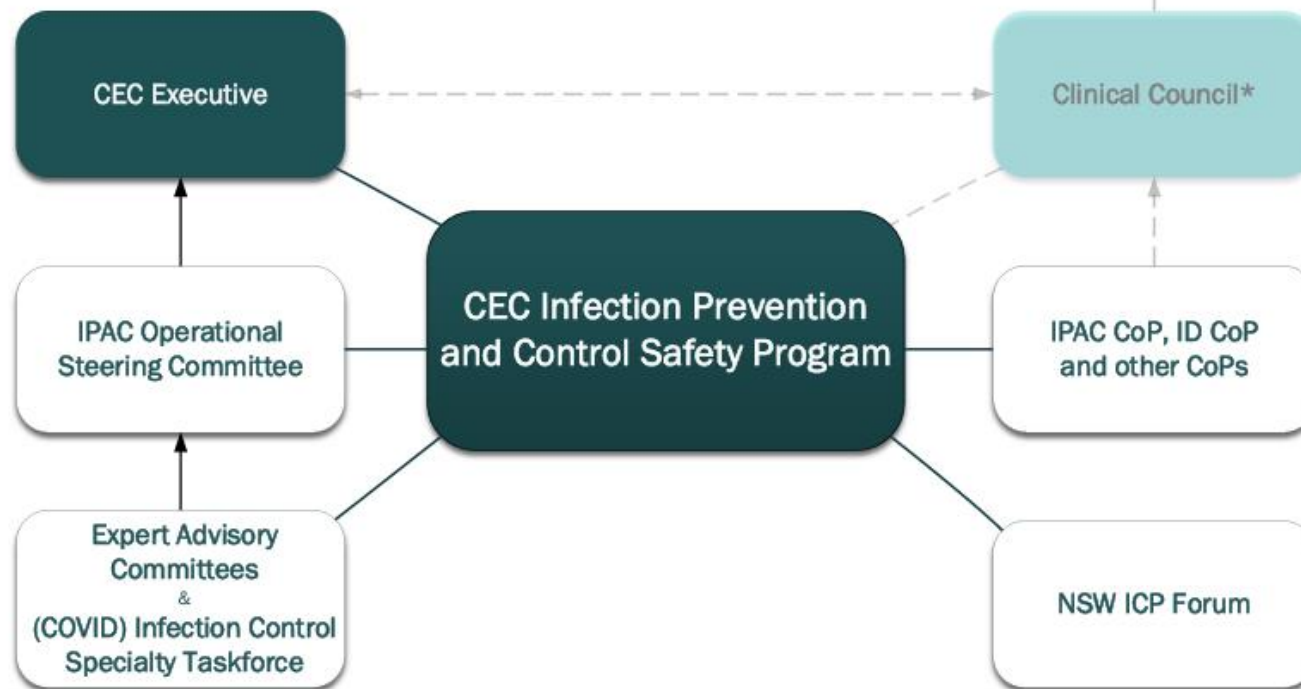 CEC Executive
Clinical Council*
CEC Infection Prevention
and Control Safety Program
IPAC Operational
Steering Committee
IPAC CoP, ID CoP
and other CoPs
Expert Advisory
Committees
&
(COVID) Infection Control
Specialty Taskforce
NSW ICP Forum